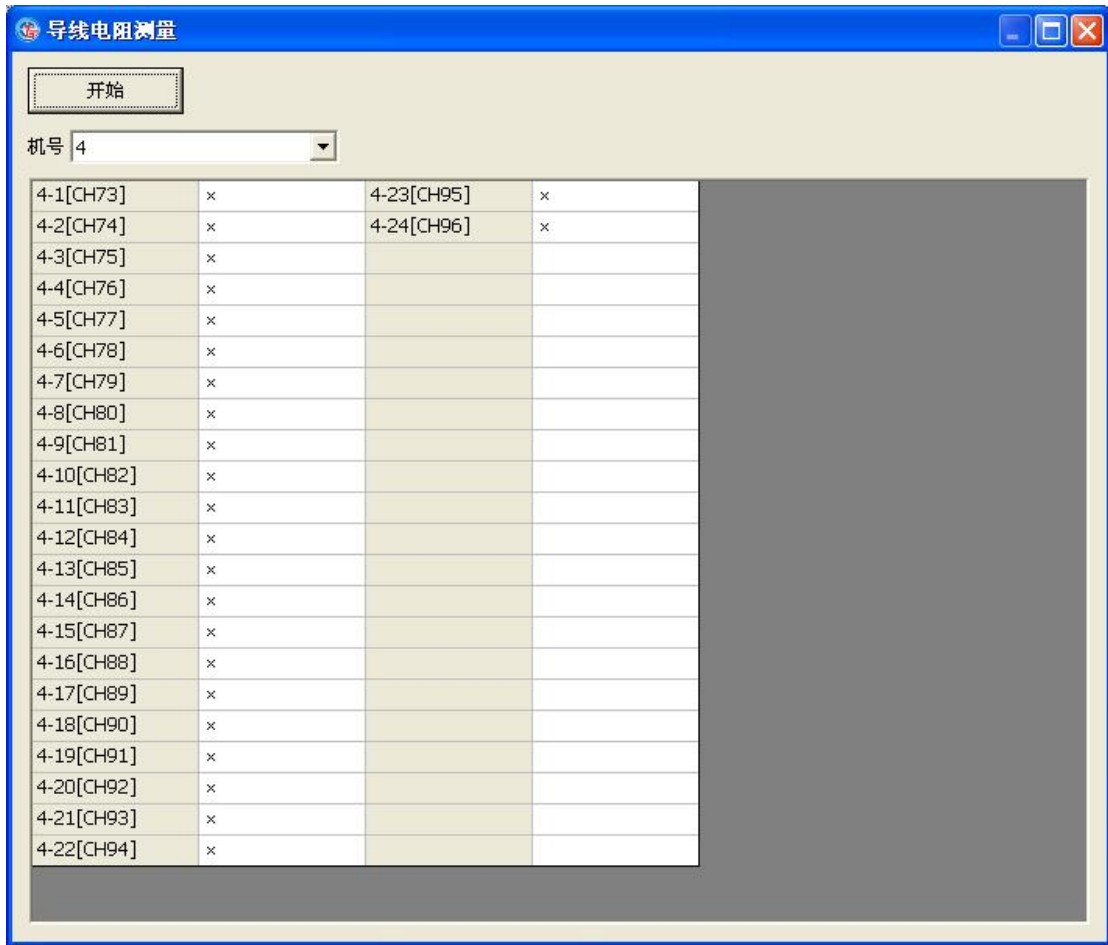 导线电阻测量
开始
机号 4
4-1[CH73] × 4-23[CH95] ×
4-2[CH74] × 4-24[CH96] ×
4-3[CH75] ×
4-4[CH76] ×
4-5[CH77] ×
4-6[CH78] ×
4-7[CH79] ×
4-8[CH80] ×
4-9[CH81] ×
4-10[CH82] ×
4-11[CH83] ×
4-12[CH84] ×
4-13[CH85] ×
4-14[CH86] ×
4-15[CH87] ×
4-16[CH88] ×
4-17[CH89] ×
4-18[CH90] ×
4-19[CH91] ×
4-20[CH92] ×
4-21[CH93] ×
4-22[CH94] ×